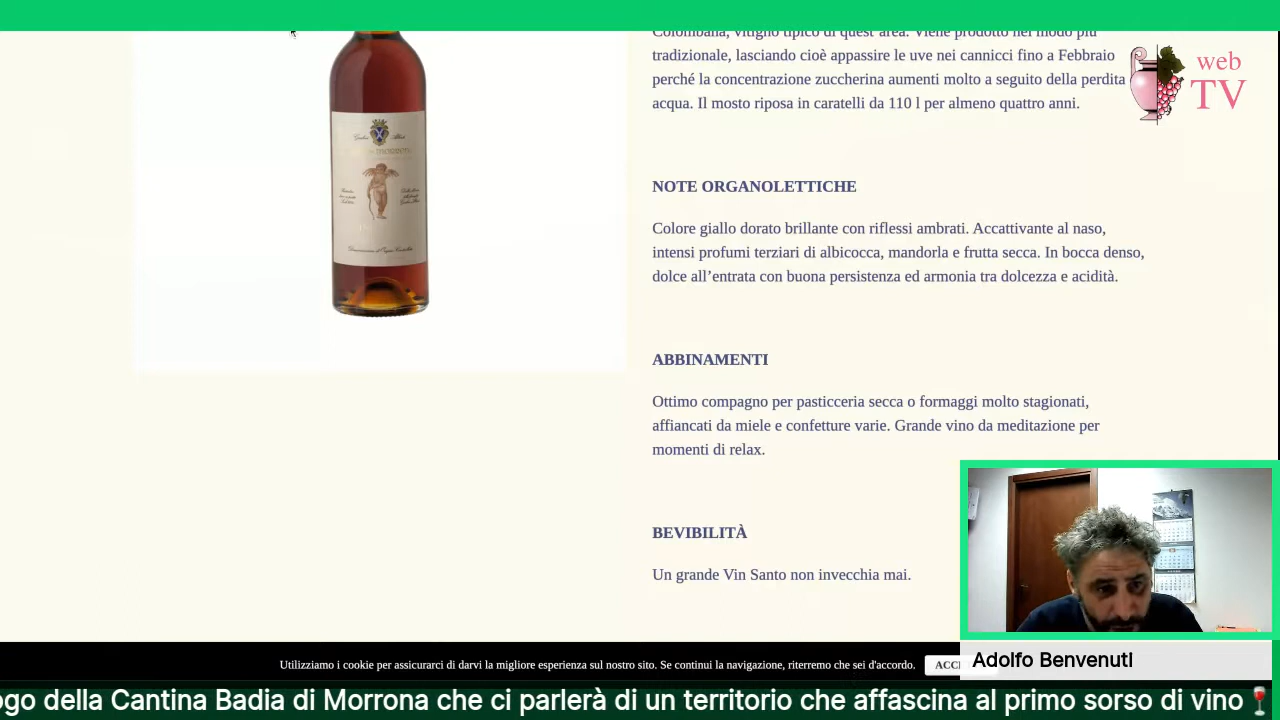 Colombana, vitigno tipico di quest'area. Viene prodotto nel modo più
tradizionale, lasciando cioè appassire le uve nei cannicci fino a Febbraio
perché la concentrazione zuccherina aumenti molto a seguito della perdita
acqua. Il mosto riposa in caratelli da 110 l per almeno quattro anni.
web
TV
NOTE ORGANOLETTICHE
Colore giallo dorato brillante con riflessi ambrati. Accattivante al naso,
intensi profumi terziari di albicocca, mandorla e frutta secca. In bocca denso,
dolce all’entrata con buona persistenza ed armonia tra dolcezza e acidità.
ABBINAMENTI
Ottimo compagno per pasticceria secca o formaggi molto stagionati,
affiancati da miele e confetture varie. Grande vino da meditazione per
momenti di relax.
BEVIBILITÀ
Un grande Vin Santo non invecchia mai.
Utilizziamo i cookie per assicurarci di darvi la migliore esperienza sul nostro sito. Se continui la navigazione, riterremo che sei d'accordo.
Adolfo Benvenuti
ogo della Cantina Badia di Morrona che ci parlerà di un territorio che affascina al primo sorso di vino🍷